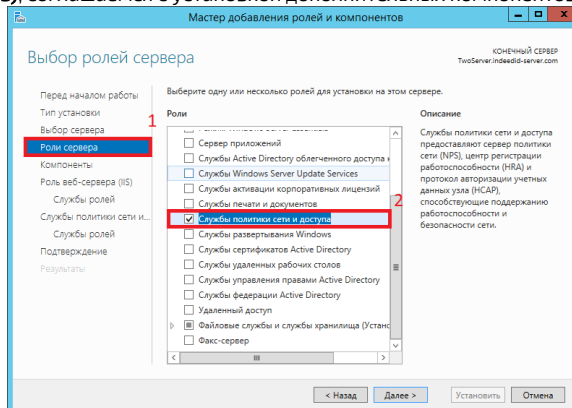 соглашаемся с установкой дополнительных компонентов
Мастер добавления ролей и компонентов
Выбор ролей сервера
КОНЕЧНЫЙ СЕРВЕР
TwoServer.indeedid-server.com
Перед началом работы
Тип установки
Выбор сервера
1
Роли сервера
Компоненты
Роль веб-сервера (IIS)
Службы ролей
Службы политики сети и...
Службы ролей
Подтверждение
Результаты
Выберите одну или несколько ролей для установки на этом сервере.
Роли
Сервер приложений
Службы Active Directory облегченного доступа к
Службы Windows Server Update Services
Службы активации корпоративных лицензий
Службы печати и документов
2
Службы политики сети и доступа
Службы развертывания Windows
Службы сертификатов Active Directory
Службы удаленных рабочих столов
Службы управления правами Active Directory
Службы федерации Active Directory
Удаленный доступ
Файловые службы и службы хранилища (Устано
Факс-сервер
Описание
Службы политики сети и доступа
предоставляют сервер политики
сети (NPS), центр регистрации
работоспособности (HRA) и
протокол авторизации учетных
данных узла (HCAP),
способствующие поддержанию
работоспособности и
безопасности сети.
< Назад
Далее >
Установить
Отмена